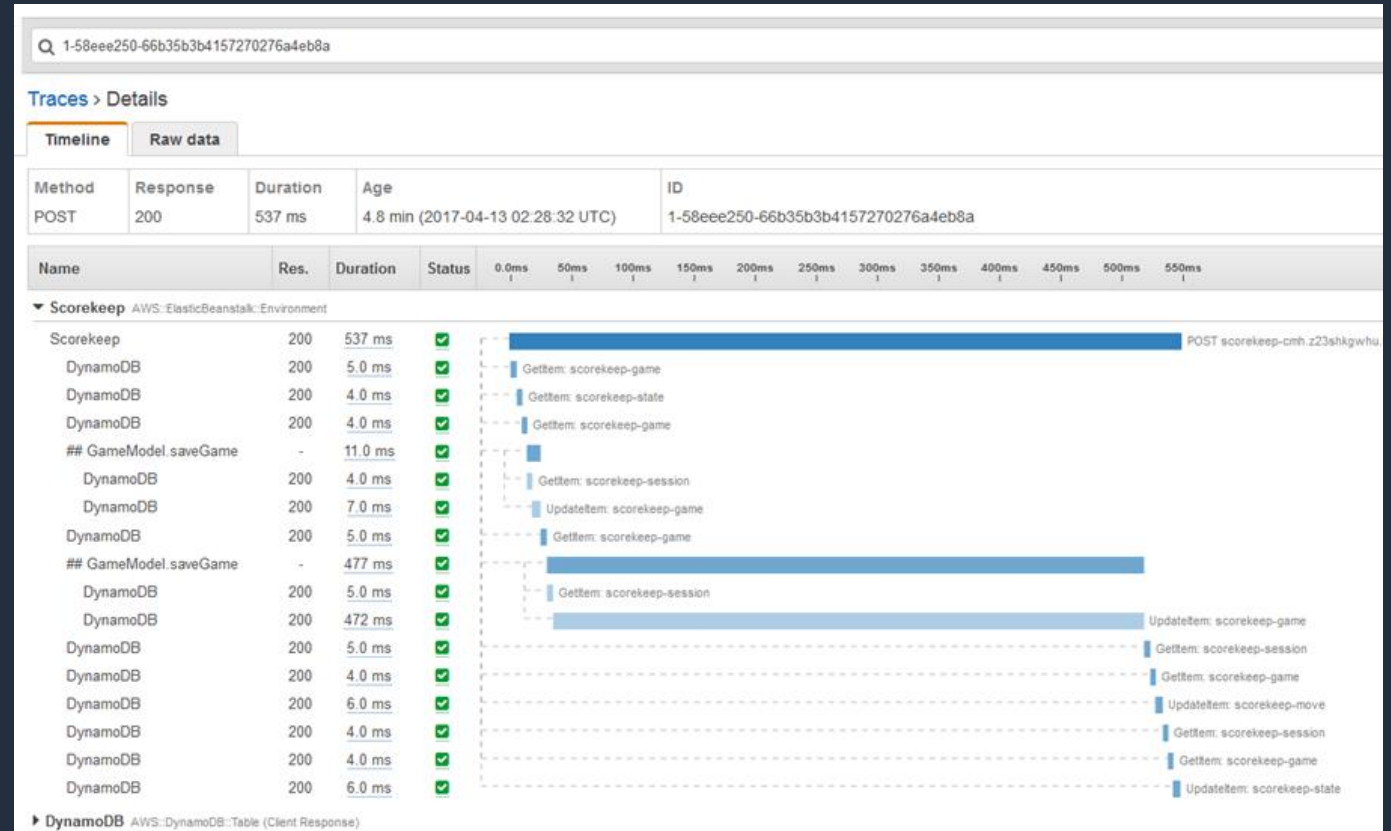 1-58eee250-66b35b3b4157270276a4eb8a
Traces > Details
Timeline Raw data
Method Response Duration Age ID
POST 200 537 ms 4.8 min (2017-04-13 02:28:32 UTC) 1-58eee250-66b35b3b4157270276a4eb8a
Name Res. Duration Status 0.0ms 50ms 100ms 150ms 200ms 250ms 300ms 350ms 400ms 450ms 500ms 550ms
Scorekeep AWS::ElasticBeanstalk::Environment
Scorekeep 200 537 ms POST scorekeep-cmh.z23shkgwhu.
DynamoDB 200 5.0 ms GetItem: scorekeep-game
DynamoDB 200 4.0 ms GetItem: scorekeep-state
DynamoDB 200 4.0 ms GetItem: scorekeep-game
## GameModel.saveGame - 11.0 ms
DynamoDB 200 4.0 ms GetItem: scorekeep-session
DynamoDB 200 7.0 ms UpdateItem: scorekeep-game
DynamoDB 200 5.0 ms GetItem: scorekeep-game
## GameModel.saveGame - 477 ms
DynamoDB 200 5.0 ms GetItem: scorekeep-session
DynamoDB 200 472 ms UpdateItem: scorekeep-game
DynamoDB 200 5.0 ms GetItem: scorekeep-session
DynamoDB 200 4.0 ms GetItem: scorekeep-game
DynamoDB 200 6.0 ms UpdateItem: scorekeep-move
DynamoDB 200 4.0 ms GetItem: scorekeep-session
DynamoDB 200 4.0 ms GetItem: scorekeep-game
DynamoDB 200 6.0 ms UpdateItem: scorekeep-state
DynamoDB AWS::DynamoDB::Table (Client Response)